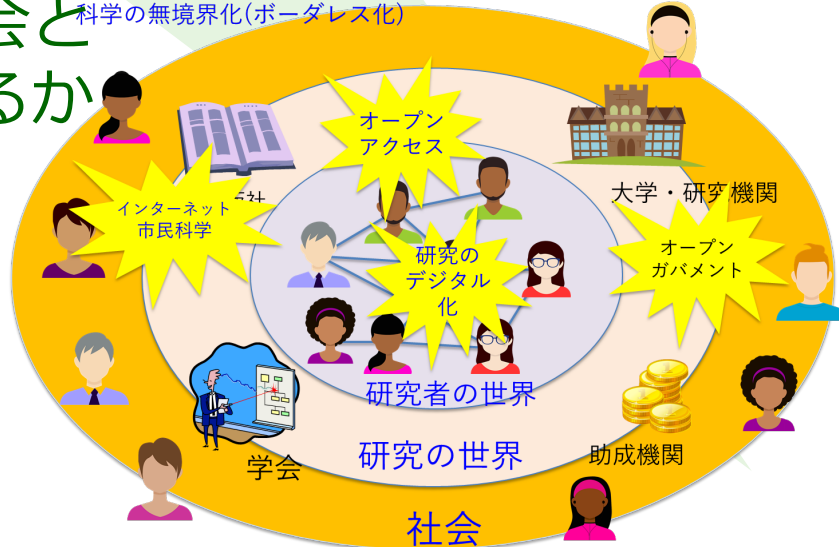 会と
科学の無境界化(ボーダレス化)
るか
オープン
アクセス
インターネット
市民科学
社
大学・研究機関
オープン
ガバメント
研究の
デジタル
化
研究者の世界
学会
研究の世界
助成機関
社会